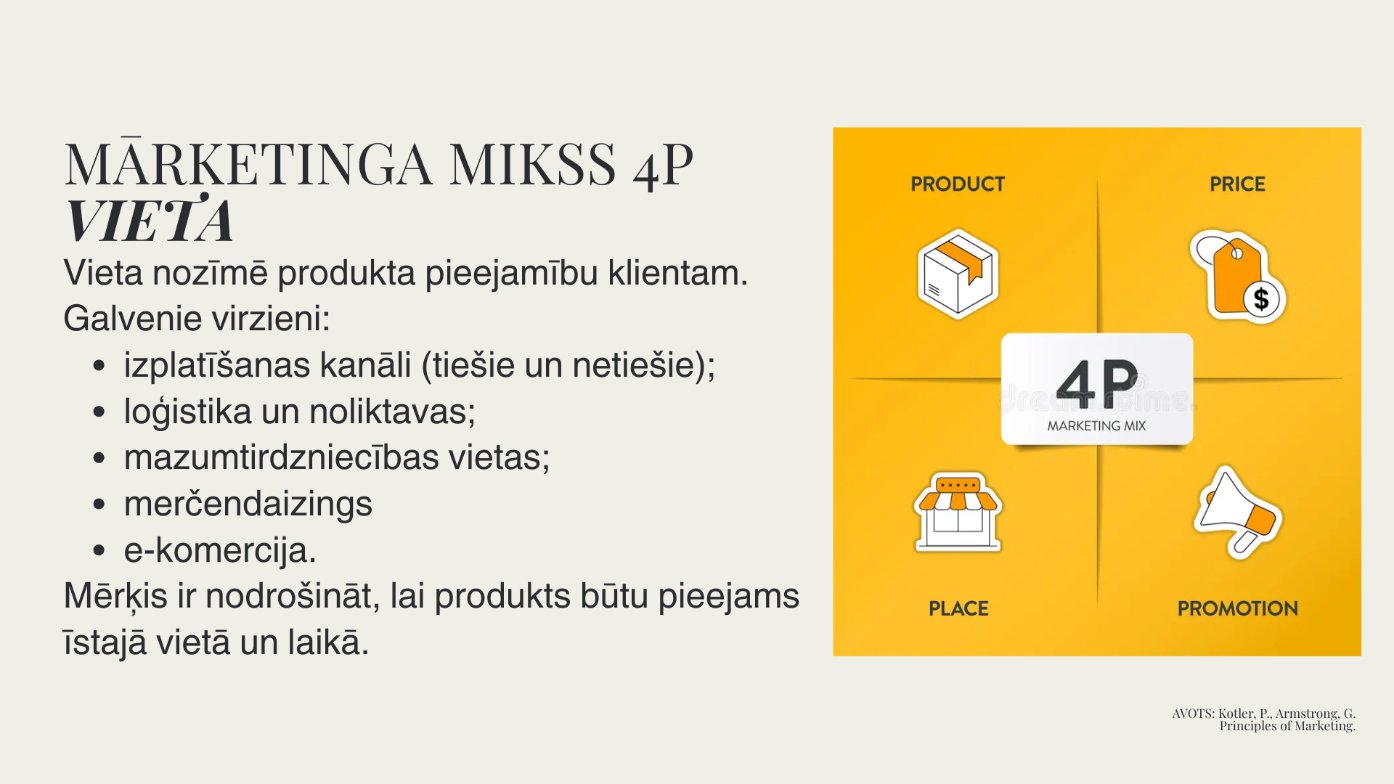 MĀRKETINGA MIKSS 4P
VIETA
Vieta nozīmē produkta pieejamību klientam.
Galvenie virzieni:
• izplatīšanas kanāli (tiešie un netiešie);
• loģistika un noliktavas;
• mazumtirdzniecības vietas;
• merčendaizings
• e-komercija.
Mērķis ir nodrošināt, lai produkts būtu pieejams
īstajā vietā un laikā.
PRODUCT
PRICE
$
4P
dreamstime.
MARKETING MIX
PLACE
PROMOTION
AVOTS: Kotler, P., Armstrong, G.
Principles of Marketing.